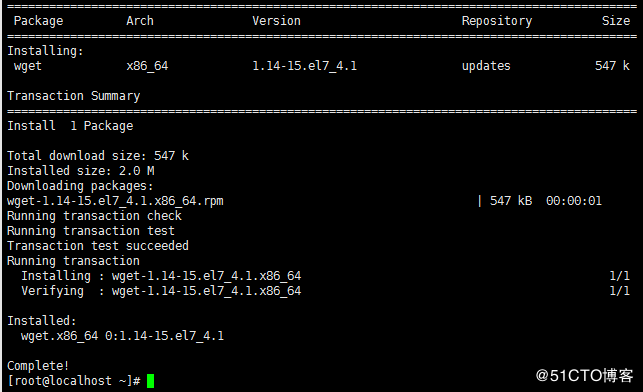 ================================================================================
Package Arch Version Repository Size
================================================================================
Installing:
wget x86_64 1.14-15.el7_4.1 updates 547 k
Transaction Summary
================================================================================
Install 1 Package
Total download size: 547 k
Installed size: 2.0 M
Downloading packages:
wget-1.14-15.el7_4.1.x86_64.rpm | 547 kB 00:00:01
Running transaction check
Running transaction test
Transaction test succeeded
Running transaction
Installing : wget-1.14-15.el7_4.1.x86_64 1/1
Verifying : wget-1.14-15.el7_4.1.x86_64 1/1
Installed:
wget.x86_64 0:1.14-15.el7_4.1
Complete!
[root@localhost ~]#
@51CTO博客